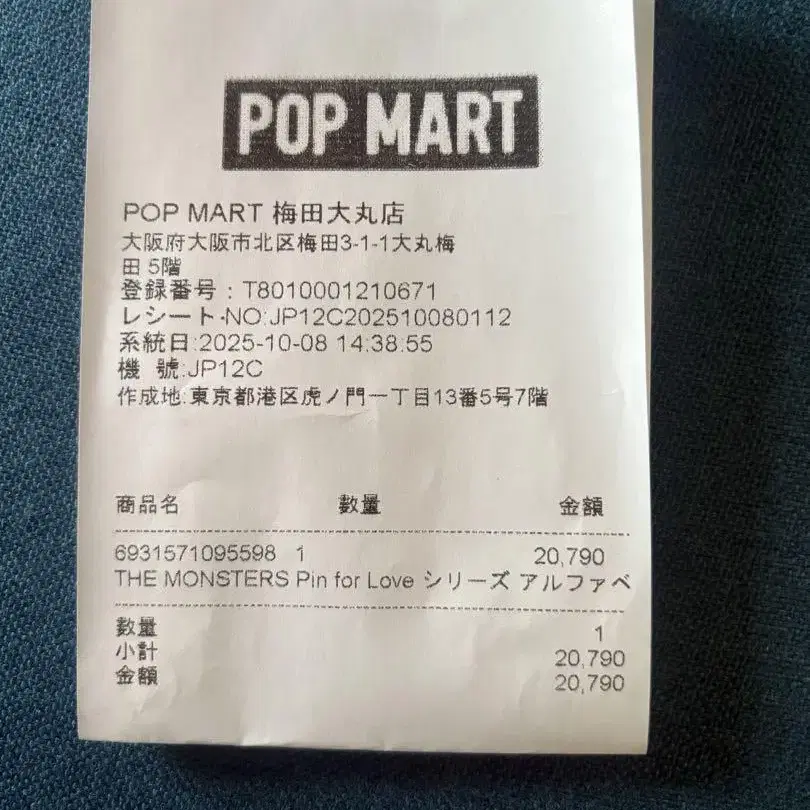 POP MART
POP MART 梅田大丸店
大阪府大阪市北区梅田3-1-1大丸梅
田 5階
登録番号 : T8010001210671
レシート･NO:JP12C202510080112
系統日:2025-10-08 14:38:55
機 號:JP12C
作成地:東京都港区虎ノ門一丁目13番5号7階
商品名 數量 金額
6931571095598 1 20,790
THE MONSTERS Pin for Love シリーズ アルファベ
數量 1
小計 20,790
金額 20,790